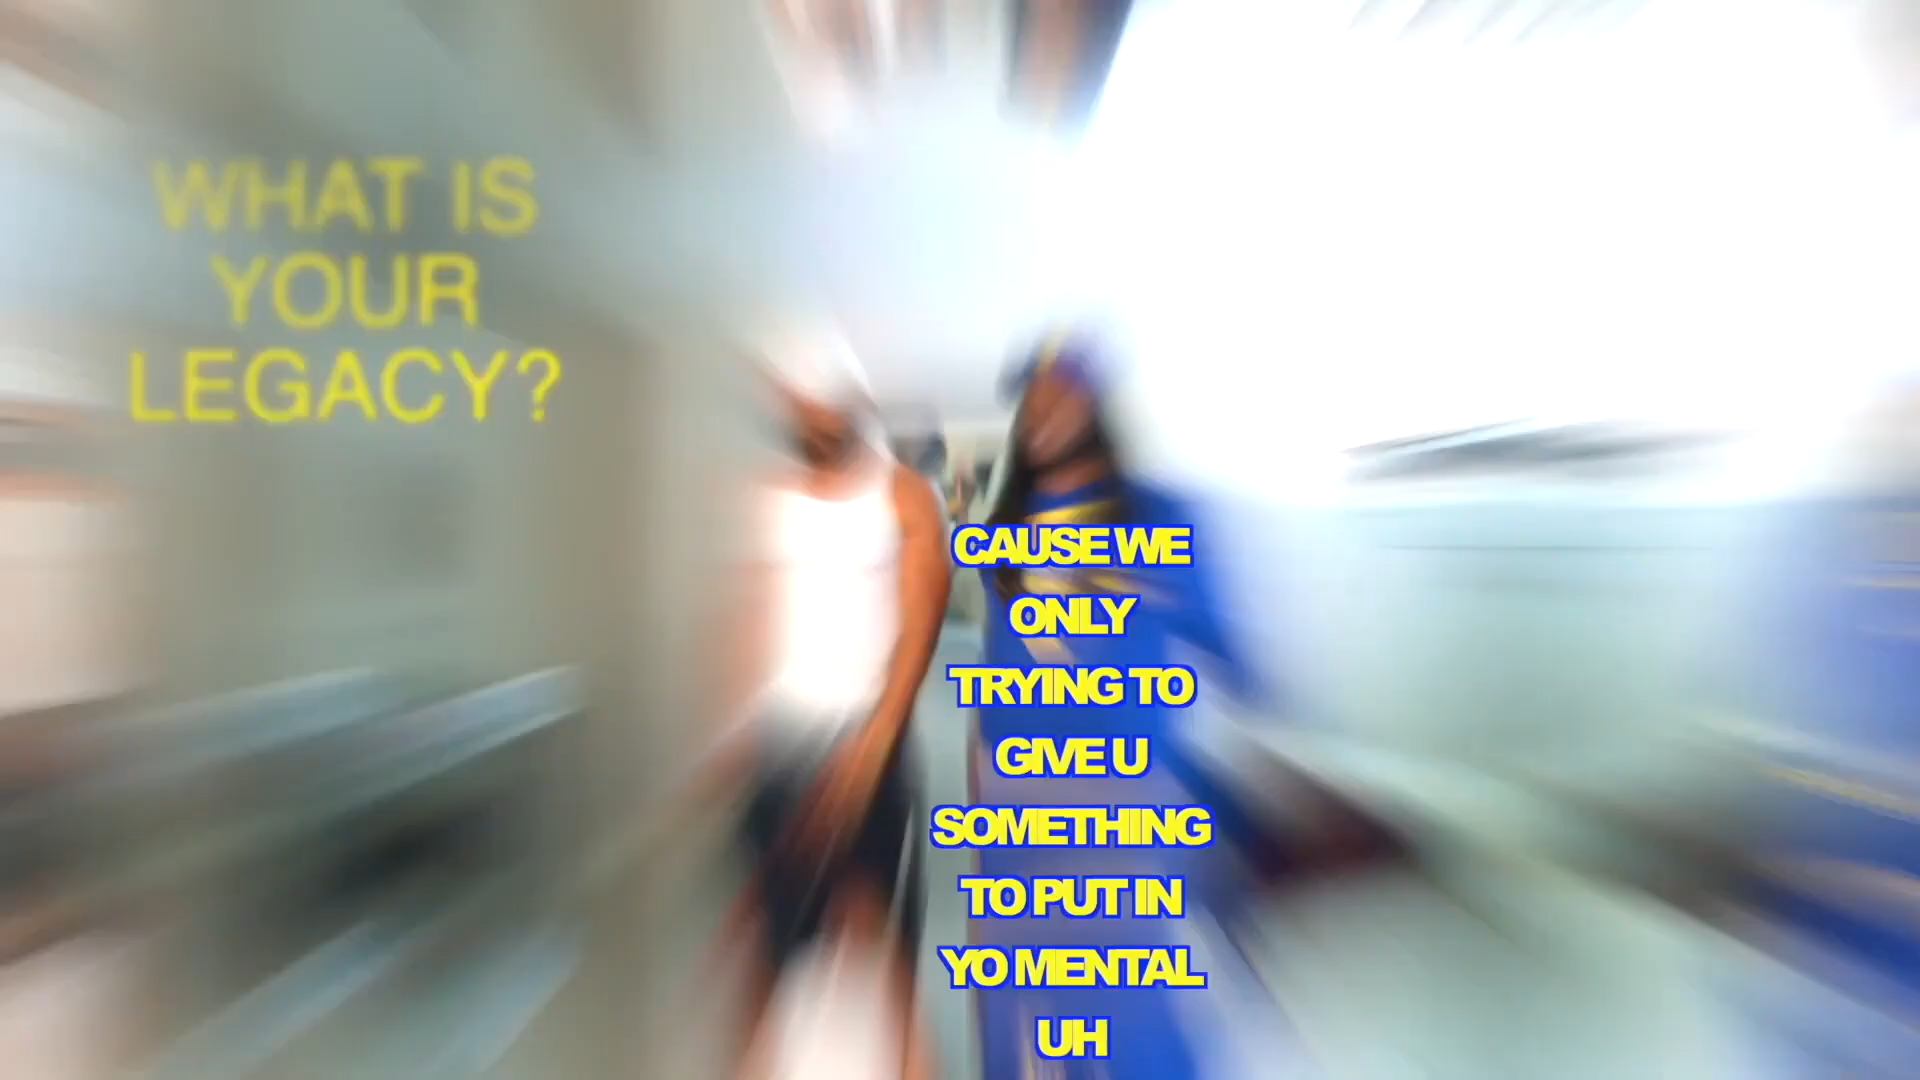 WHAT IS
YOUR
LEGACY?
CAUSE WE
ONLY
TRYING TO
GIVE U
SOMETHING
TO PUT IN
YO MENTAL
UH